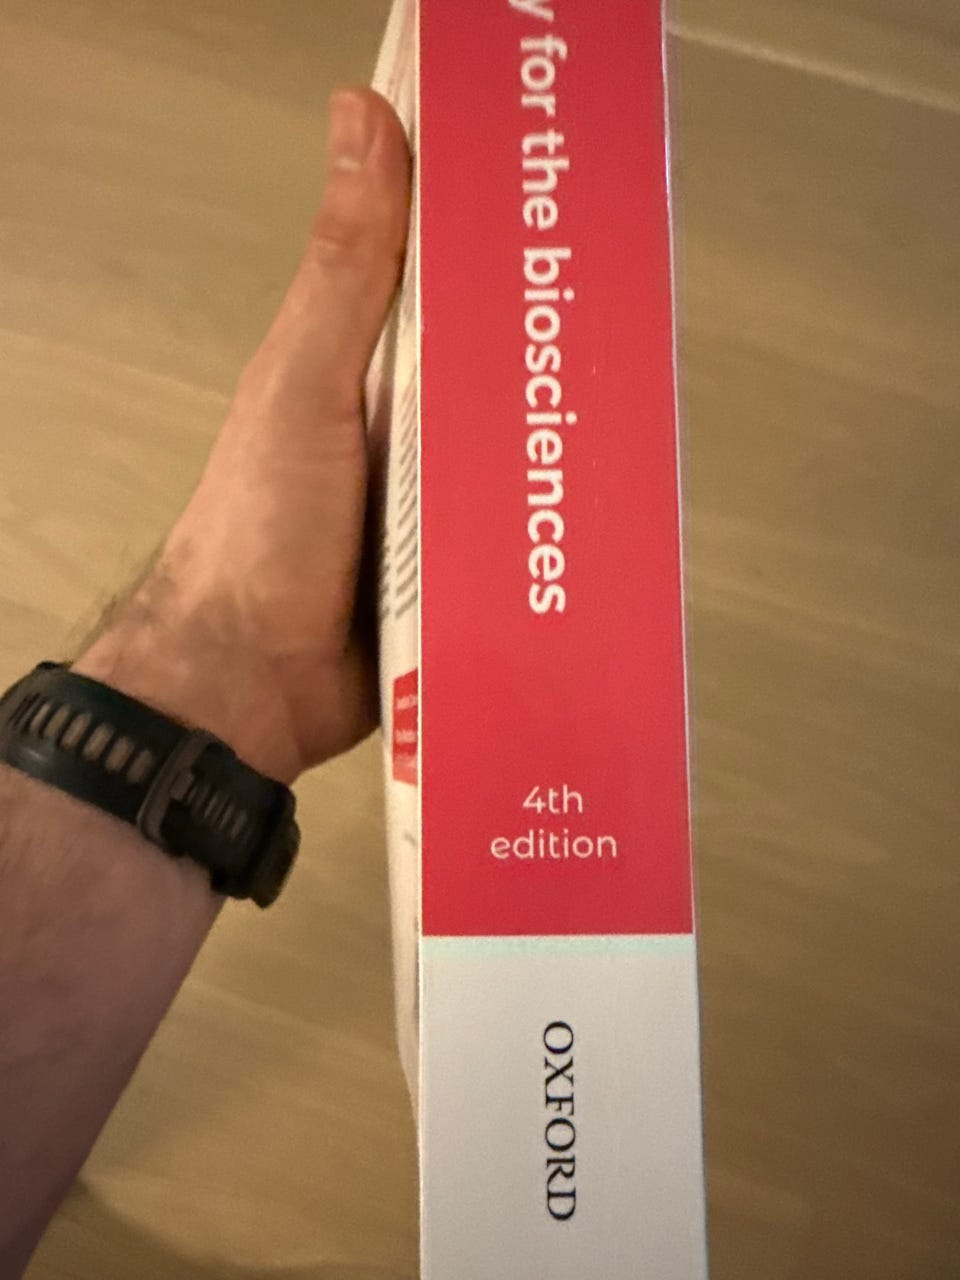 y for the biosciences
4th
edition
OXFORD